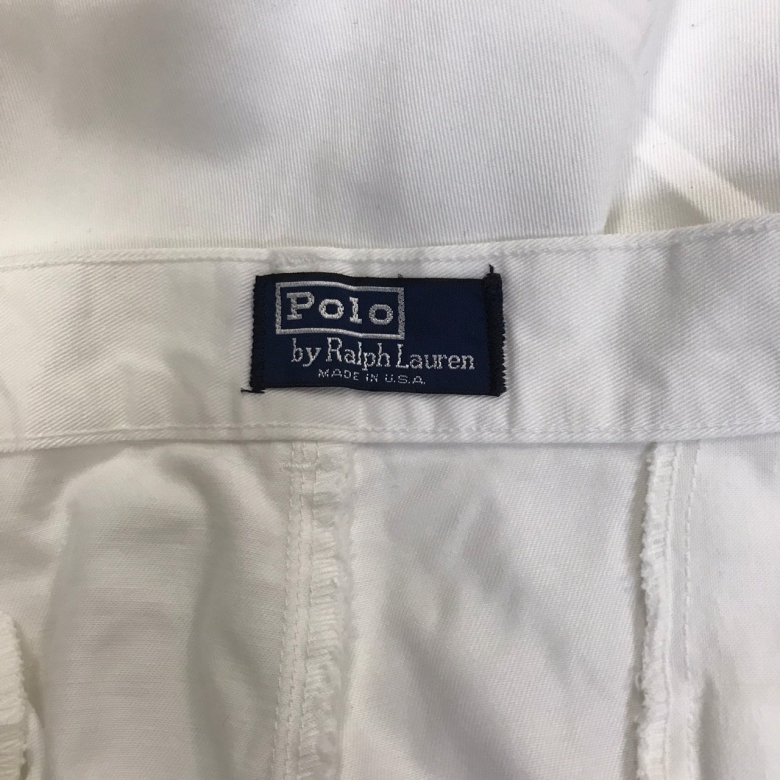 Polo
by Ralph Lauren
MADE IN U.S.A.